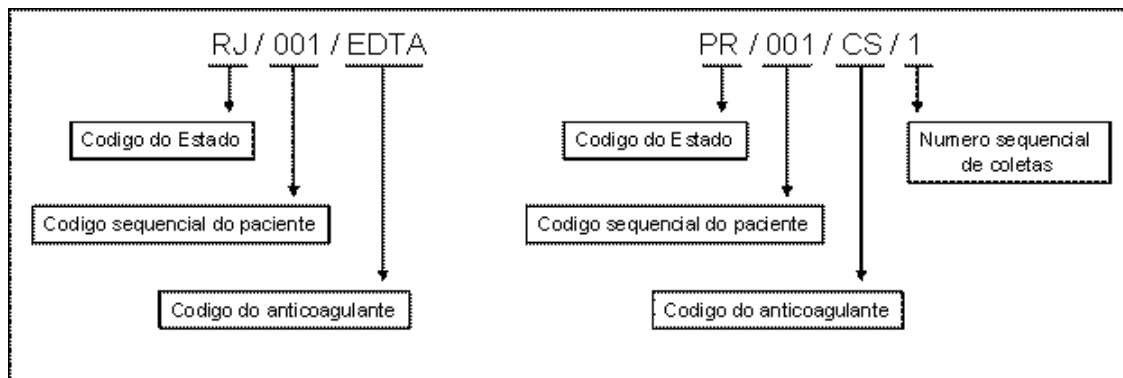 RJ / 001 / EDTA
Codigo do Estado
Codigo sequencial do paciente
Codigo do anticoagulante
PR / 001 / CS / 1
Codigo do Estado
Numero sequencial
de coletas
Codigo sequencial do paciente
Codigo do anticoagulante